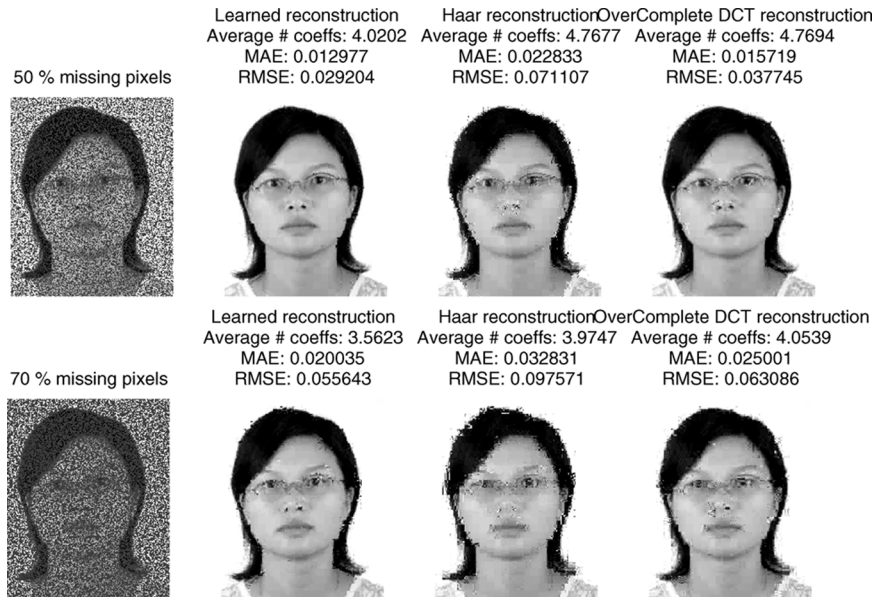 Learned reconstruction
Average # coeffs: 4.0202
MAE: 0.012977
RMSE: 0.029204
Haar reconstruction
Average # coeffs: 4.7677
MAE: 0.022833
RMSE: 0.071107
OverComplete DCT reconstruction
Average # coeffs: 4.7694
MAE: 0.015719
RMSE: 0.037745
50 % missing pixels
Learned reconstruction
Average # coeffs: 3.5623
MAE: 0.020035
RMSE: 0.055643
Haar reconstruction
Average # coeffs: 3.9747
MAE: 0.032831
RMSE: 0.097571
OverComplete DCT reconstruction
Average # coeffs: 4.0539
MAE: 0.025001
RMSE: 0.063086
70 % missing pixels